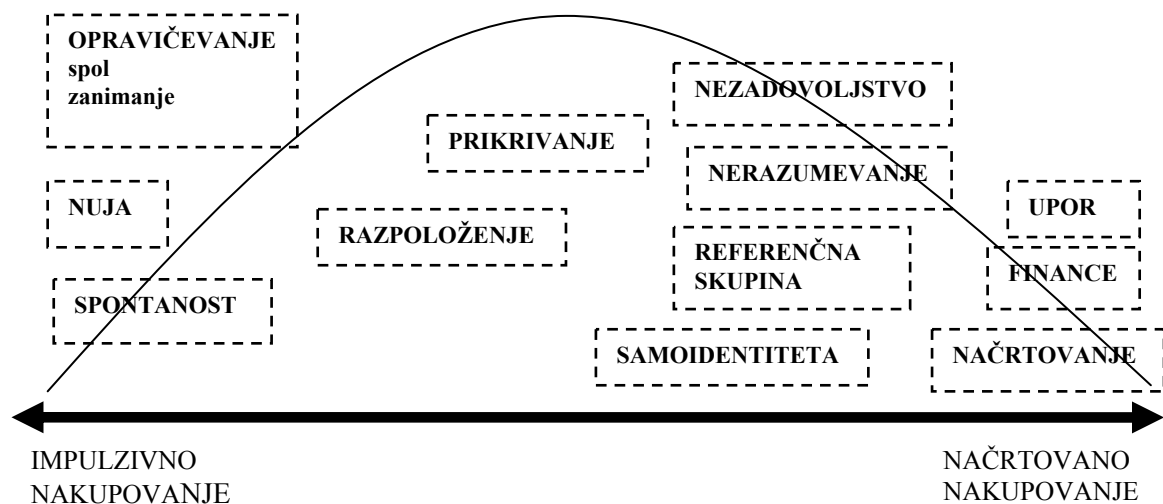 OPRAVIČEVANJE
spol
zanimanje
NEZADOVOLJSTVO
PRIKRIVANJE
NERAZUMEVANJE
NUJA
UPOR
RAZPOLOŽENJE
REFERENČNA
SKUPINA
FINANCE
SPONTANOST
SAMOIDENTITETA
NAČRTOVANJE
IMPULZIVNO
NAKUPOVANJE
NAČRTOVANO
NAKUPOVANJE